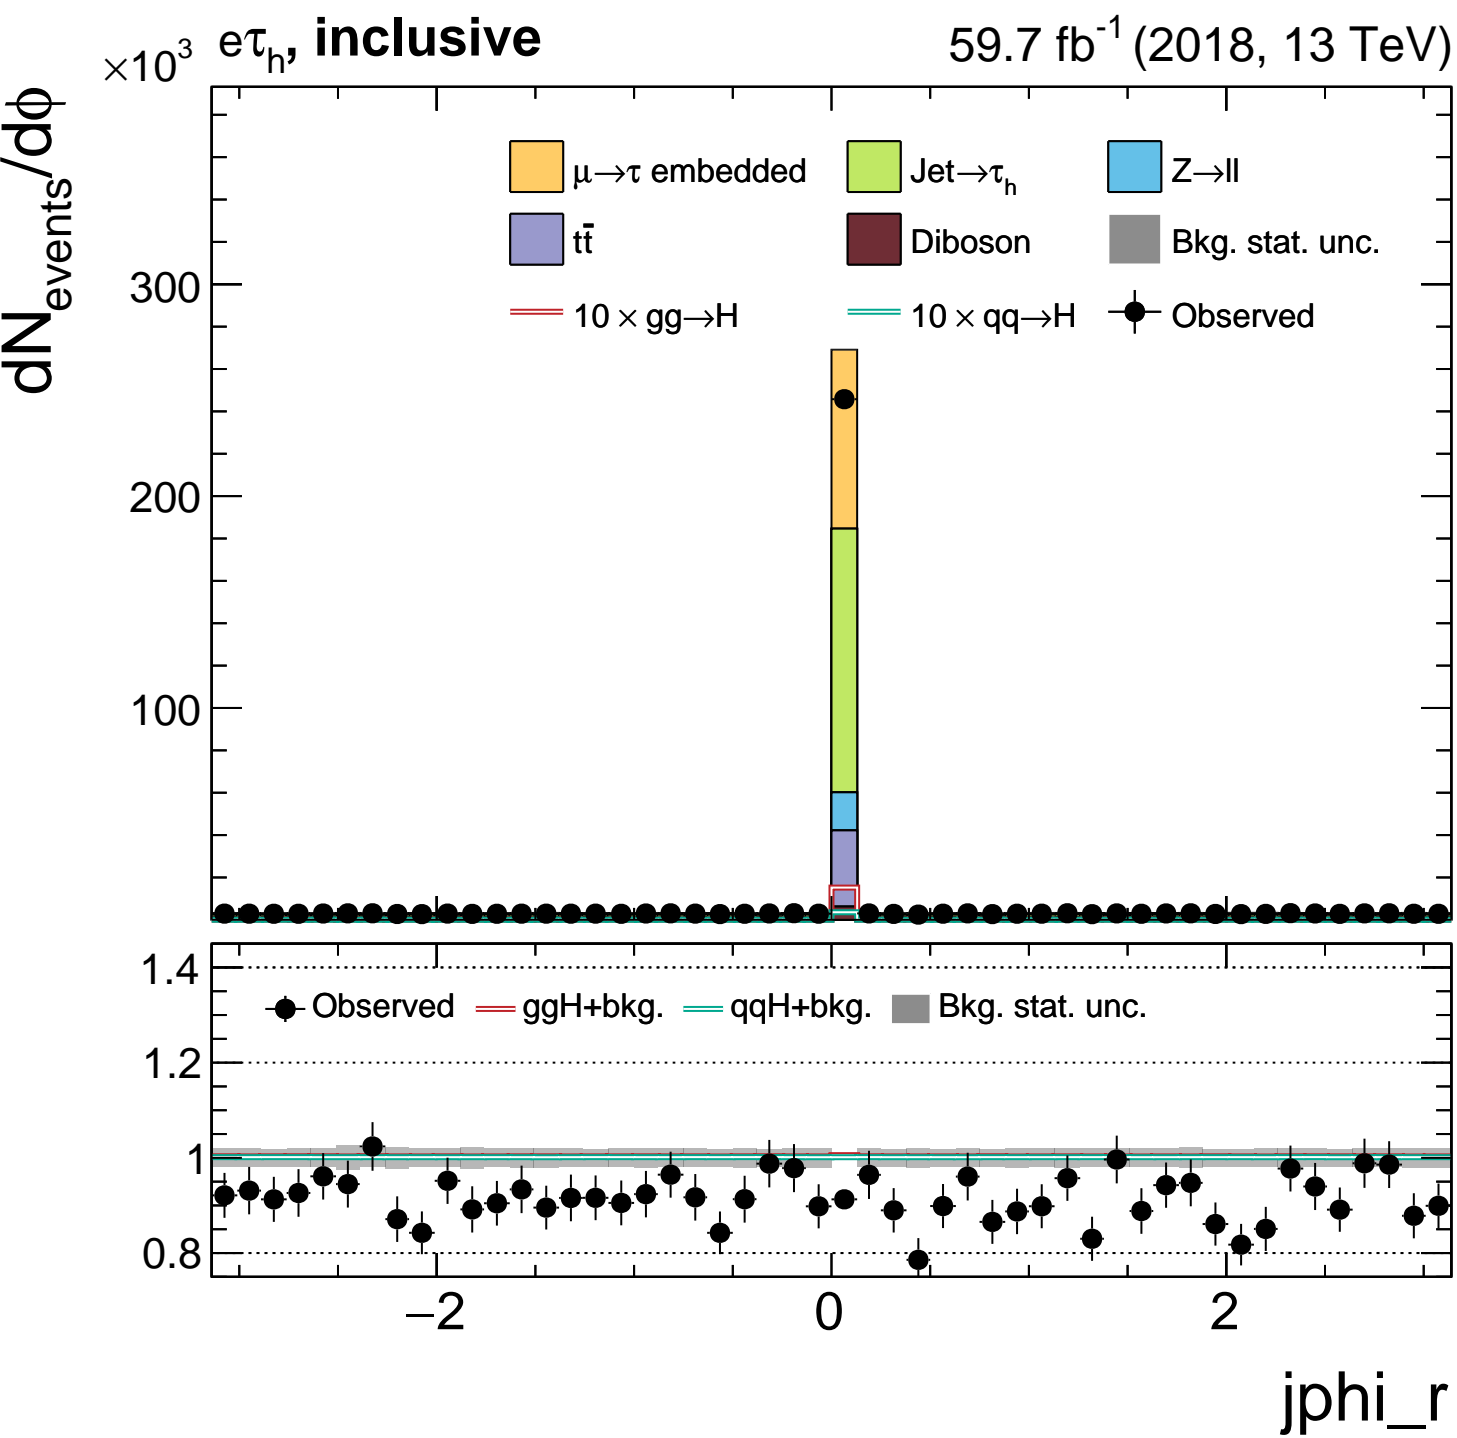 ×10³ eτₕ, inclusive 59.7 fb⁻¹ (2018, 13 TeV)
dN_events/dϕ
μ→τ embedded Jet→τₕ Z→ll
tt̄ Diboson Bkg. stat. unc.
10 × gg→H 10 × qq→H Observed
300
200
100
1.4
Observed ggH+bkg. qqH+bkg. Bkg. stat. unc.
1.2
1
0.8
−2 0 2
jphi_r